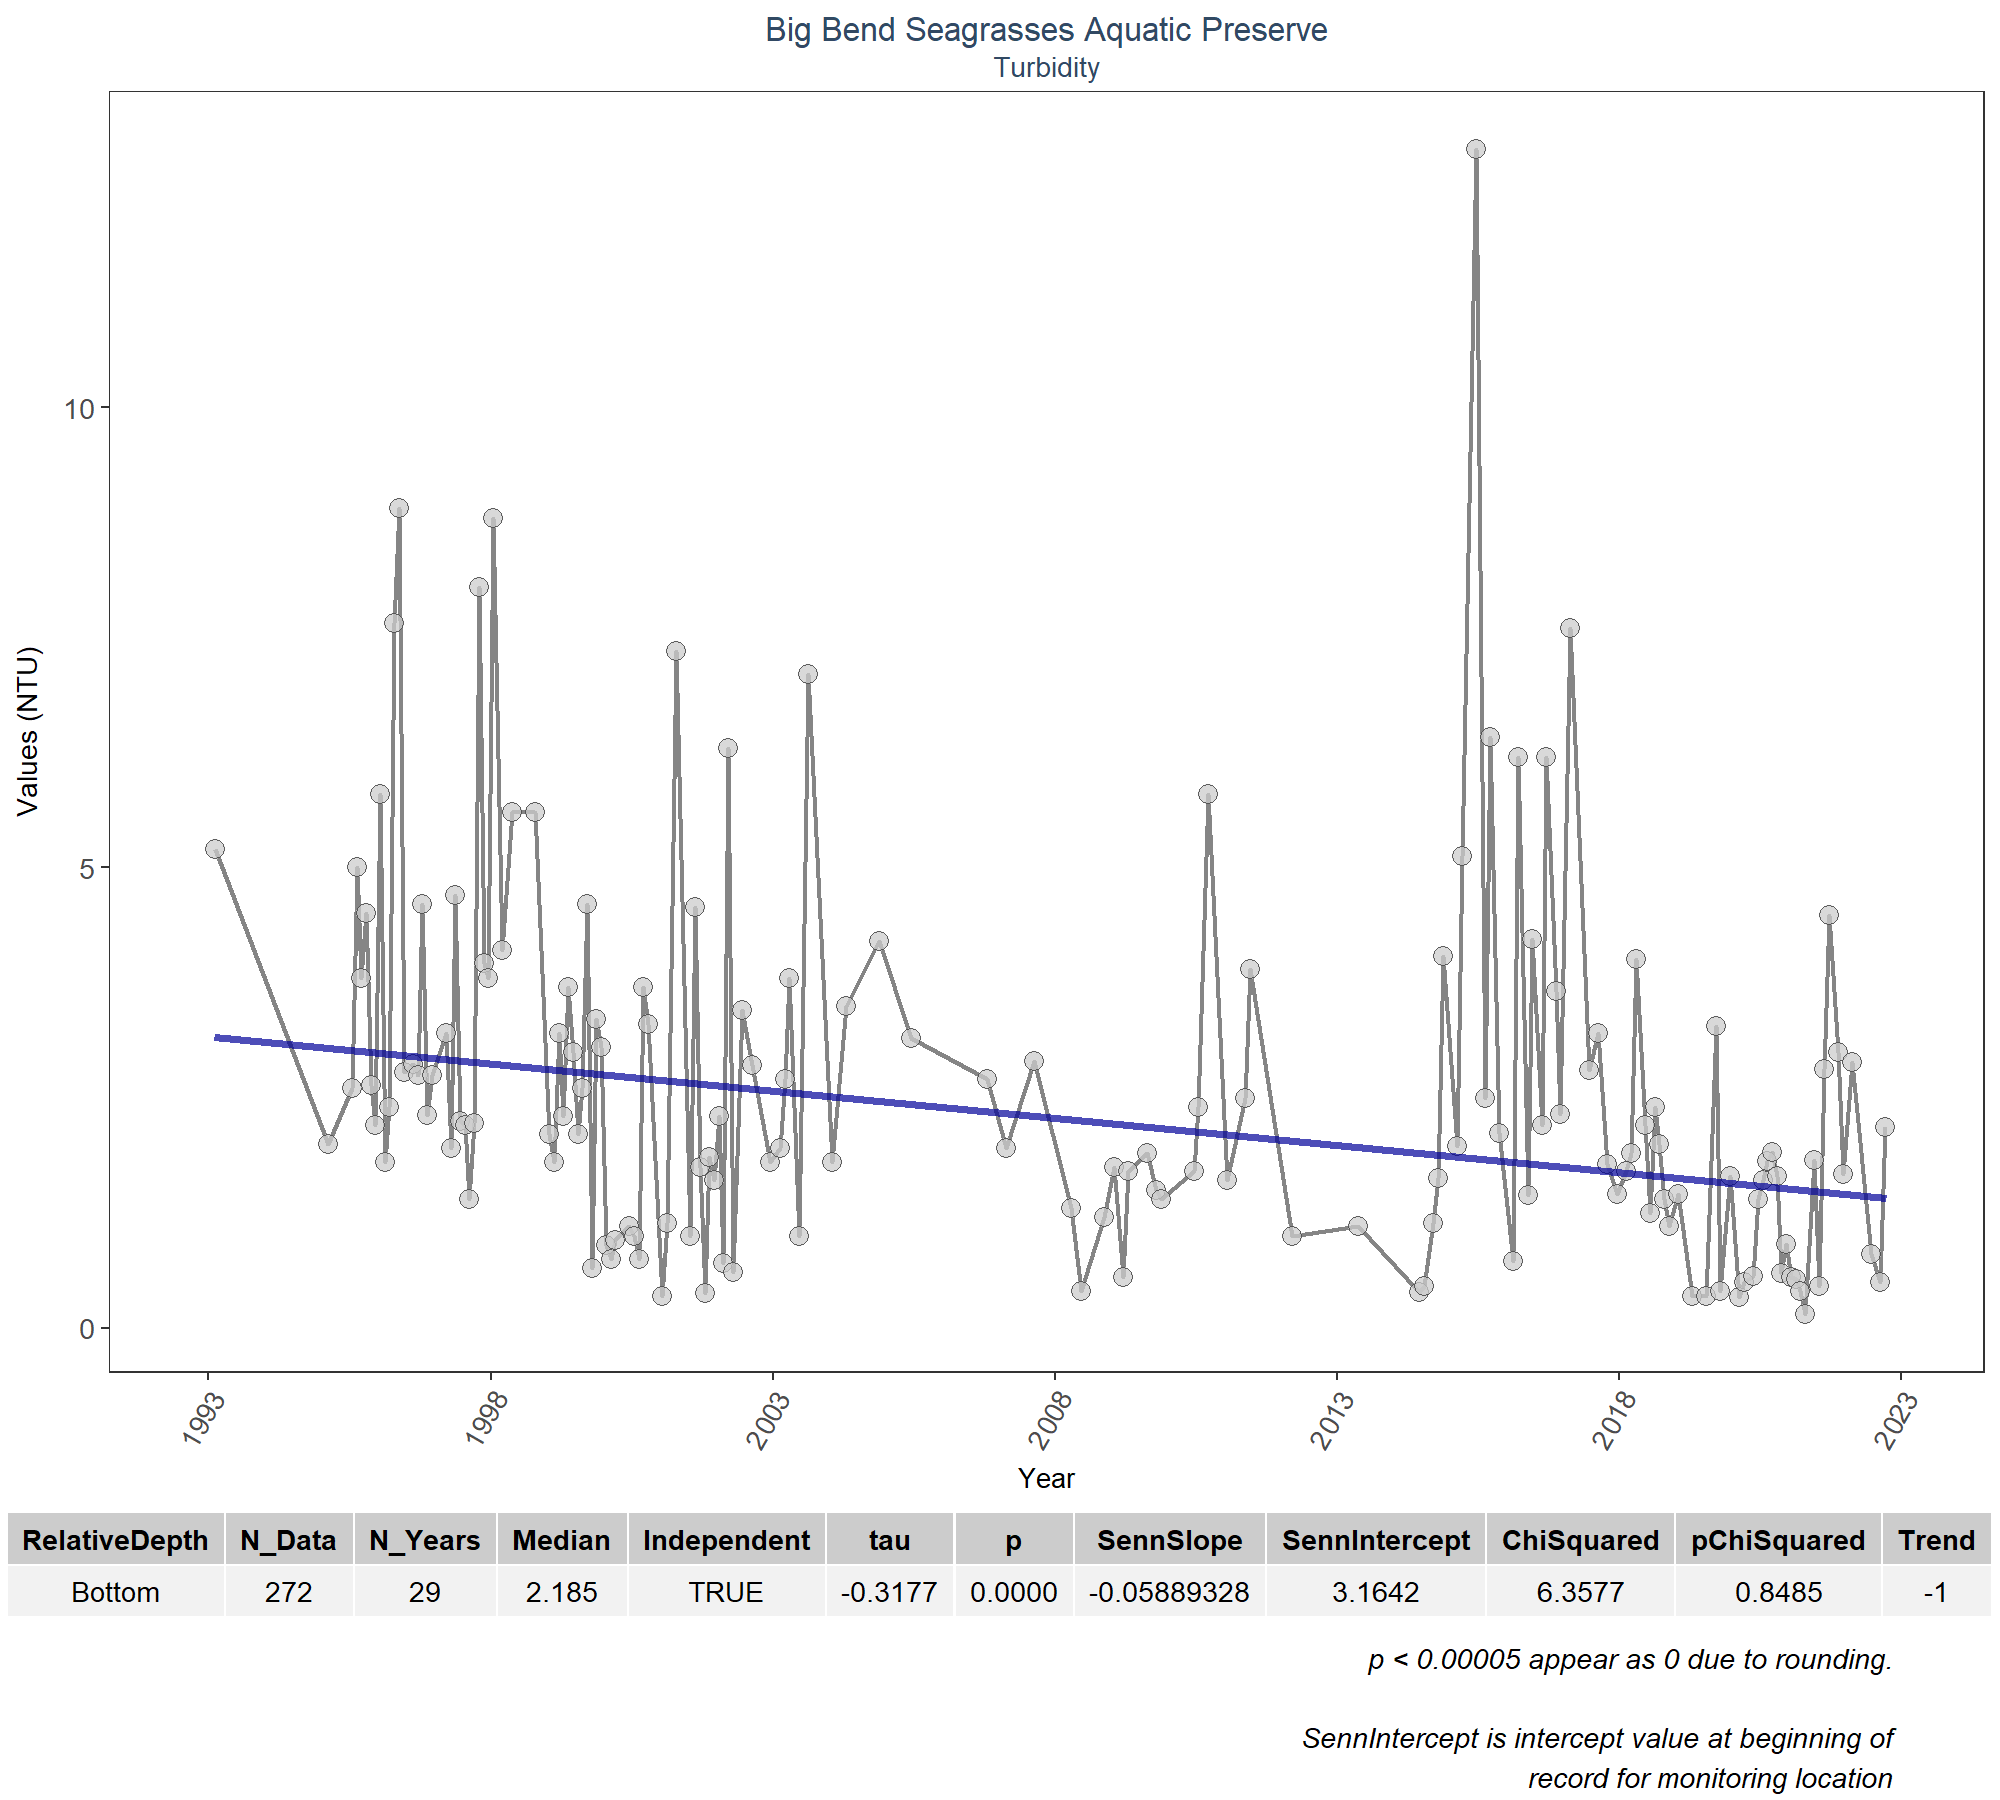 Big Bend Seagrasses Aquatic Preserve
Turbidity
Values (NTU)
10
5
0
1993 1998 2003 2008 2013 2018 2023
Year
RelativeDepth N_Data N_Years Median Independent tau p SennSlope SennIntercept ChiSquared pChiSquared Trend
Bottom 272 29 2.185 TRUE -0.3177 0.0000 -0.05889328 3.1642 6.3577 0.8485 -1
p < 0.00005 appear as 0 due to rounding.
SennIntercept is intercept value at beginning of
record for monitoring location